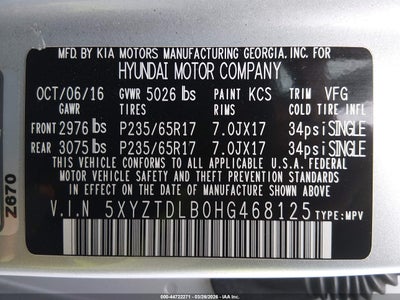 MFD. BY KIA MOTORS MANUFACTURING GEORGIA, INC. FOR
HYUNDAI MOTOR COMPANY
OCT/06/16 GVWR 5026 lbs PAINT KCS TRIM VFG
GAWR TIRES RIMS COLD TIRE INFL
FRONT 2976 lbs P235/65R17 7.0JX17 34psi SINGLE
REAR 3075 lbs P235/65R17 7.0JX17 34psi SINGLE
THIS VEHICLE CONFORMS TO ALL APPLICABLE FEDERAL
MOTOR VEHICLE SAFETY AND THEFT PREVENTION STANDARDS
IN EFFECT ON THE DATE OF MANUFACTURE SHOWN ABOVE.
V.I.N 5XYZTDLB0HG468125 TYPE: MPV
Z670